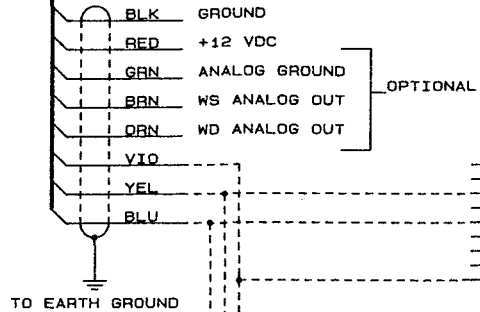 BLK GROUND
RED +12 VDC
GRN ANALOG GROUND
OPTIONAL
BRN WS ANALOG OUT
ORN WD ANALOG OUT
VIO
YEL
BLU
TO EARTH GROUND